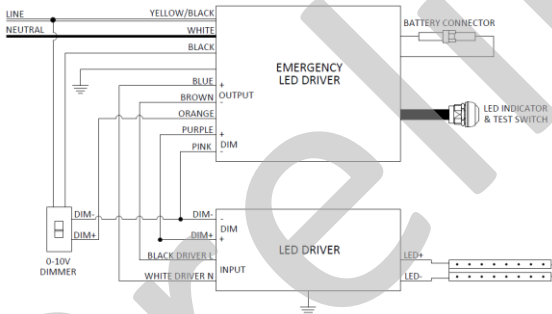 LINE
YELLOW/BLACK
NEUTRAL
WHITE
BATTERY CONNECTOR
BLACK
EMERGENCY
LED DRIVER
BLUE
+
OUTPUT
BROWN
-
LED INDICATOR
& TEST SWITCH
ORANGE
PURPLE
+
DIM
PINK
-
DIM-
DIM-
-
DIM
DIM+
DIM+
+
LED DRIVER
0-10V
DIMMER
BLACK DRIVER L
INPUT
WHITE DRIVER N
LED+
LED-